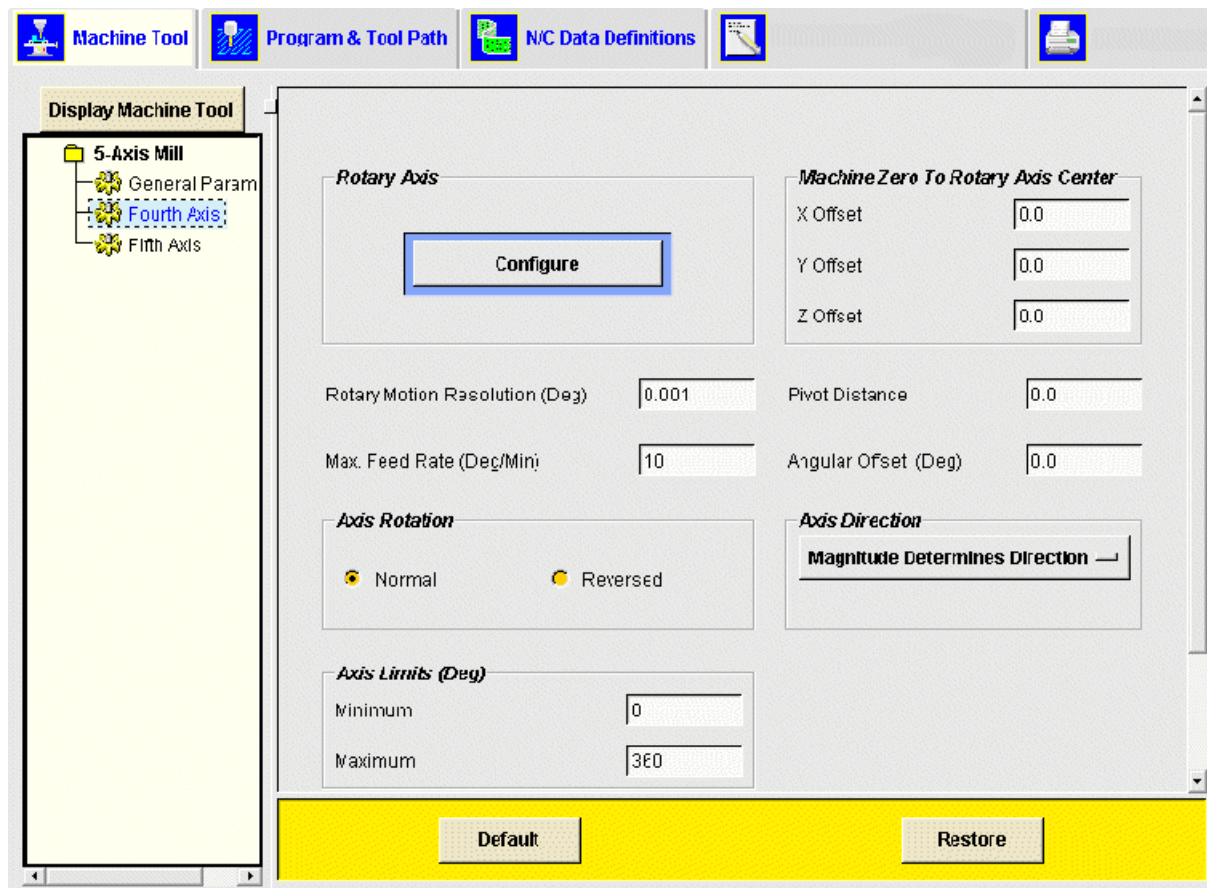 Machine Tool
Program & Tool Path
N/C Data Definitions
Display Machine Tool
5-Axis Mill
General Param
Fourth Axis
Fifth Axis
Rotary Axis
Configure
Machine Zero To Rotary Axis Center
X Offset 0.0
Y Offset 0.0
Z Offset 0.0
Rotary Motion Resolution (Deg) 0.001
Pivot Distance 0.0
Max. Feed Rate (Deg/Min) 10
Angular Offset (Deg) 0.0
Axis Rotation
Normal Reversed
Axis Direction
Magnitude Determines Direction
Axis Limits (Deg)
Minimum 0
Maximum 360
Default
Restore